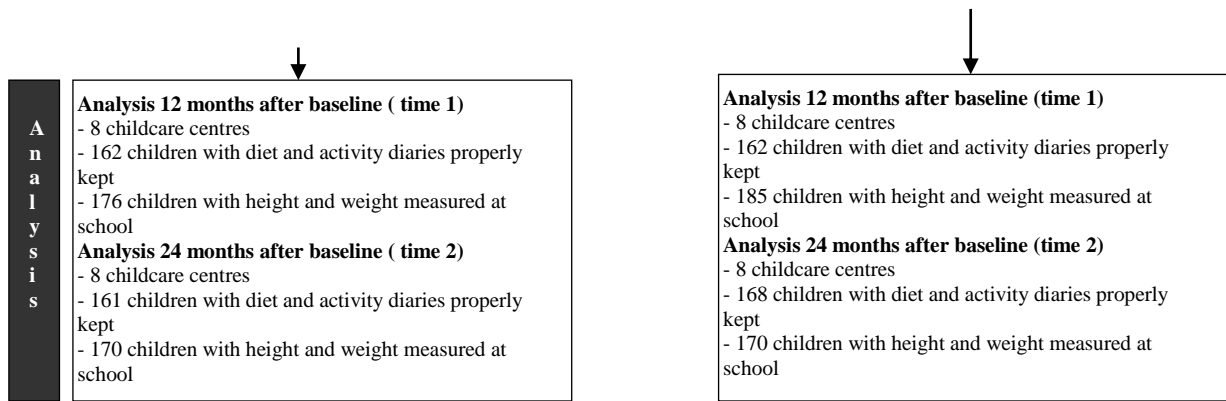 Analysis
Analysis 12 months after baseline ( time 1)
- 8 childcare centres
- 162 children with diet and activity diaries properly
kept
- 176 children with height and weight measured at
school
Analysis 24 months after baseline ( time 2)
- 8 childcare centres
- 161 children with diet and activity diaries properly
kept
- 170 children with height and weight measured at
school
Analysis 12 months after baseline (time 1)
- 8 childcare centres
- 162 children with diet and activity diaries properly
kept
- 185 children with height and weight measured at
school
Analysis 24 months after baseline (time 2)
- 8 childcare centres
- 168 children with diet and activity diaries properly
kept
- 170 children with height and weight measured at
school